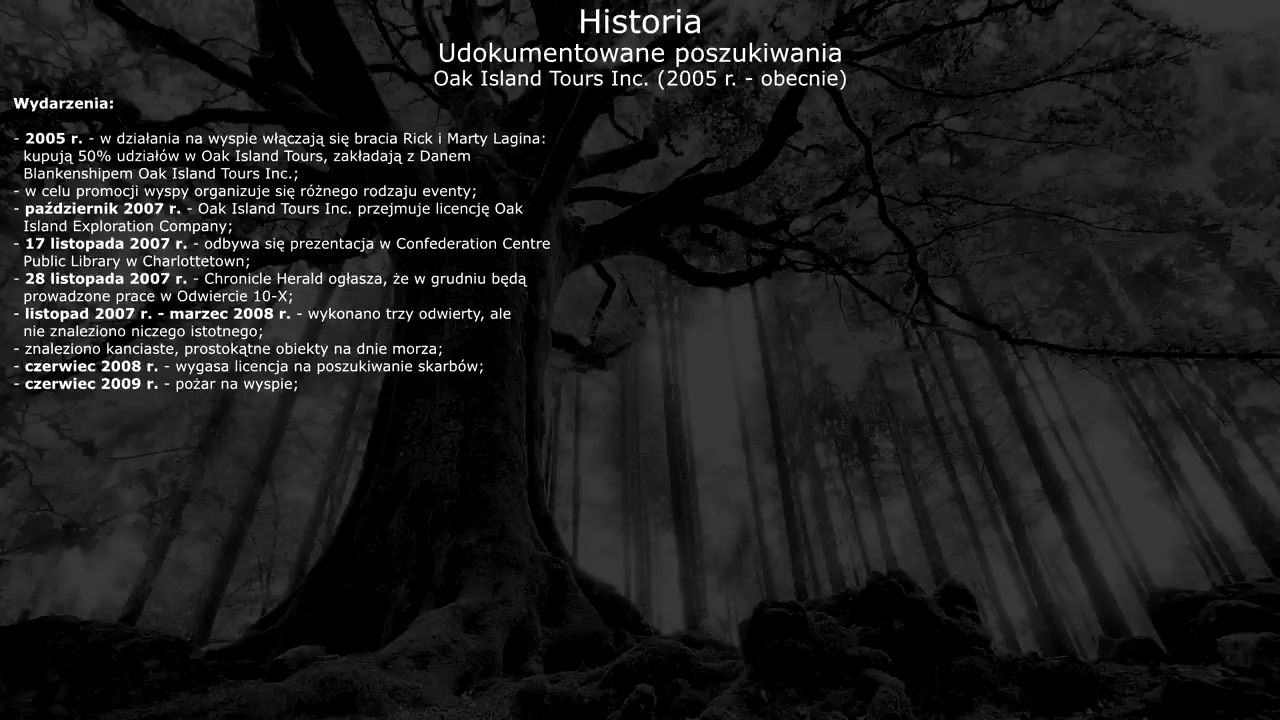 Historia
Udokumentowane poszukiwania
Oak Island Tours Inc. (2005 r. - obecnie)
Wydarzenia:
- 2005 r. - w działania na wyspie włączają się bracia Rick i Marty Lagina:
kupują 50% udziałów w Oak Island Tours, zakładają z Danem
Blankenshipem Oak Island Tours Inc.;
- w celu promocji wyspy organizuje się różnego rodzaju eventy;
- październik 2007 r. - Oak Island Tours Inc. przejmuje licencję Oak
Island Exploration Company;
- 17 listopada 2007 r. - odbywa się prezentacja w Confederation Centre
Public Library w Charlottetown;
- 28 listopada 2007 r. - Chronicle Herald ogłasza, że w grudniu będą
prowadzone prace w Odwiercie 10-X;
- listopad 2007 r. - marzec 2008 r. - wykonano trzy odwierty, ale
nie znaleziono niczego istotnego;
- znaleziono kanciaste, prostokątne obiekty na dnie morza;
- czerwiec 2008 r. - wygasa licencja na poszukiwanie skarbów;
- czerwiec 2009 r. - pożar na wyspie;